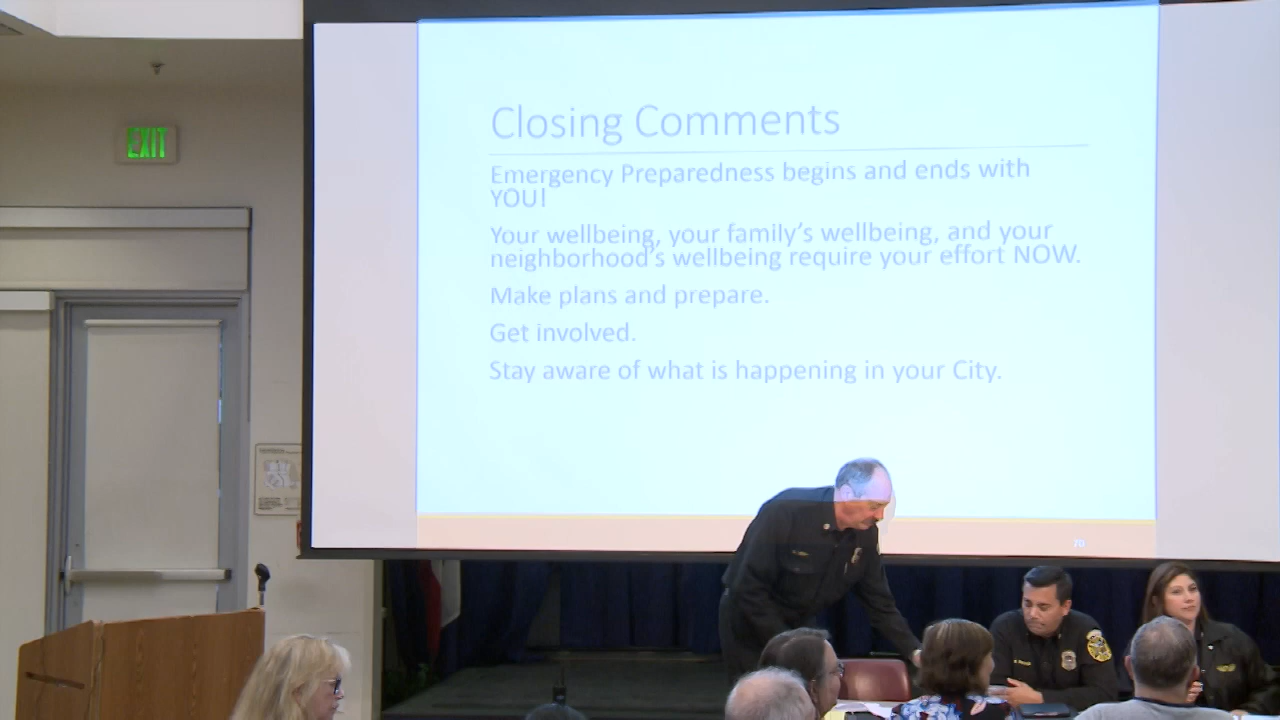 EXIT
Closing Comments
Emergency Preparedness begins and ends with
YOU!
Your wellbeing, your family's wellbeing, and your
neighborhood's wellbeing require your effort NOW.
Make plans and prepare.
Get involved.
Stay aware of what is happening in your City.
70